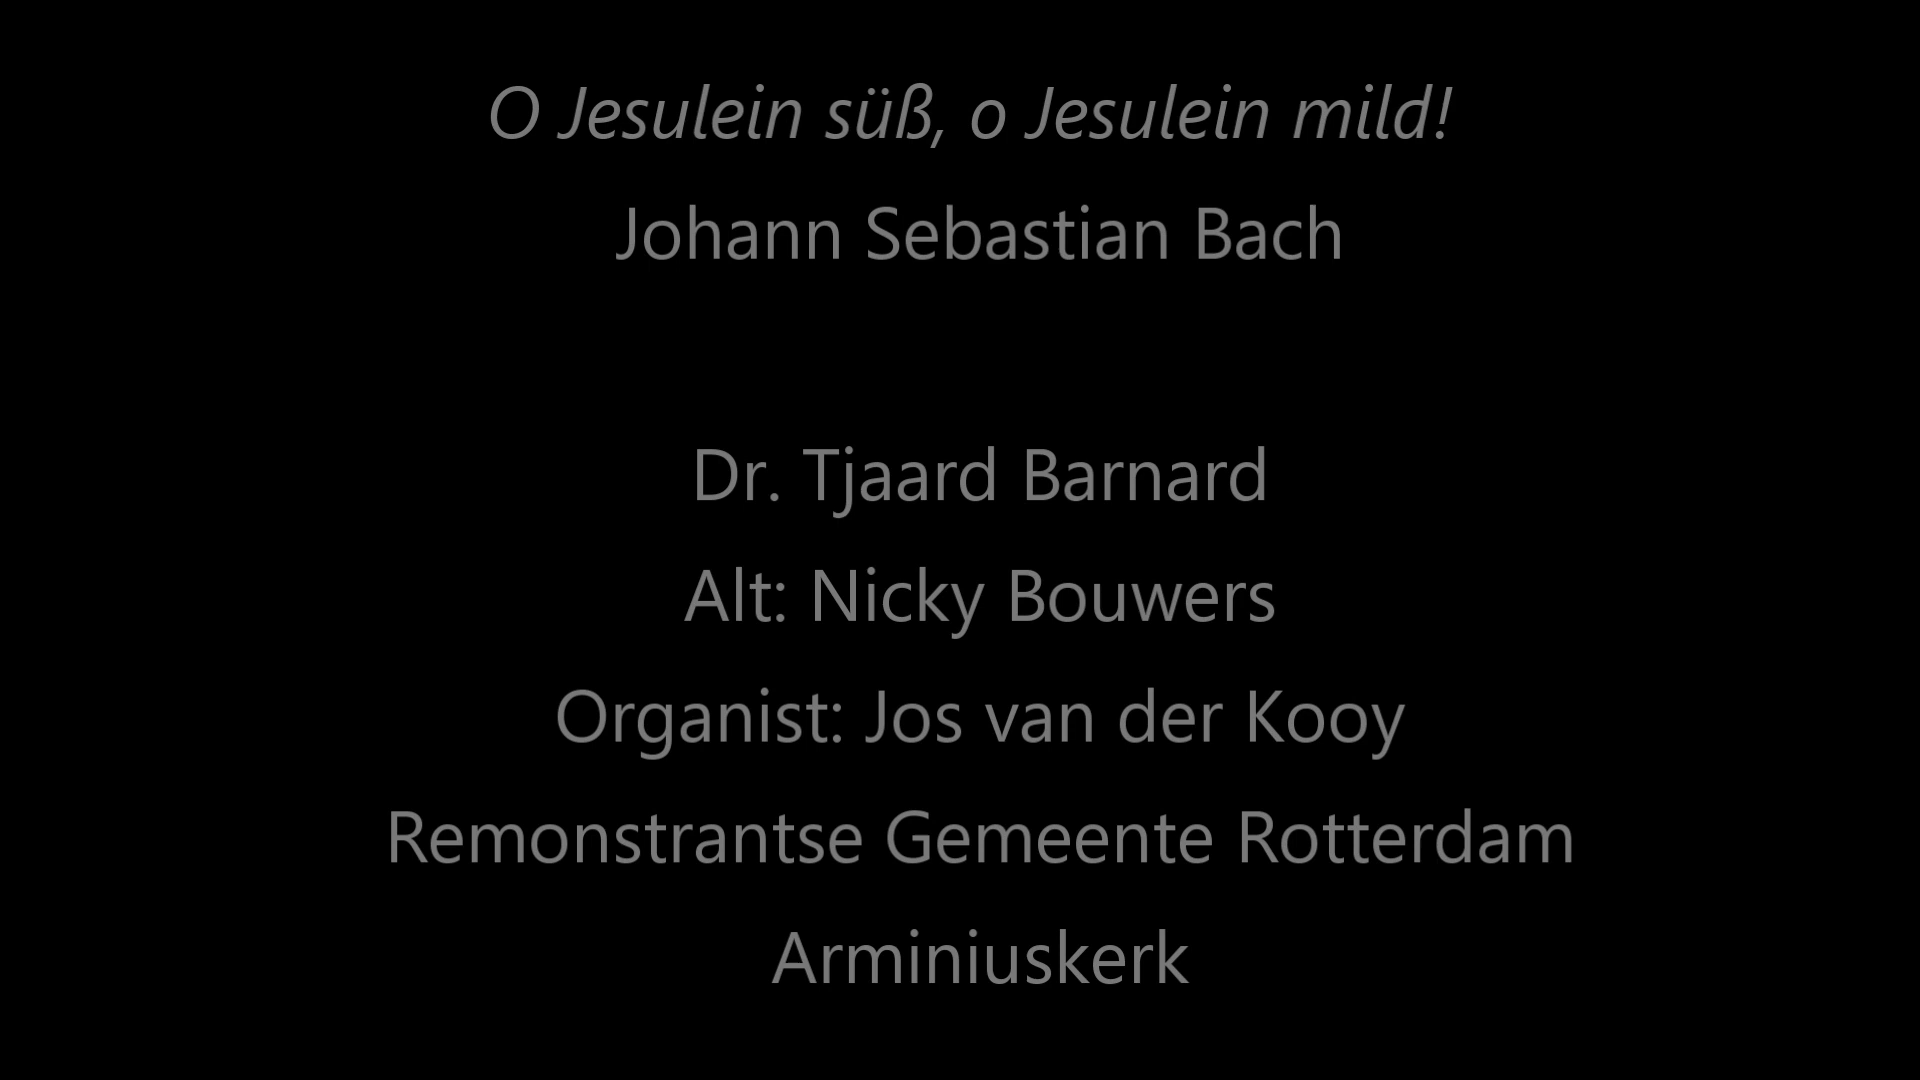 O Jesulein süß, o Jesulein mild!
Johann Sebastian Bach
Dr. Tjaard Barnard
Alt: Nicky Bouwers
Organist: Jos van der Kooy
Remonstrantse Gemeente Rotterdam
Arminiuskerk